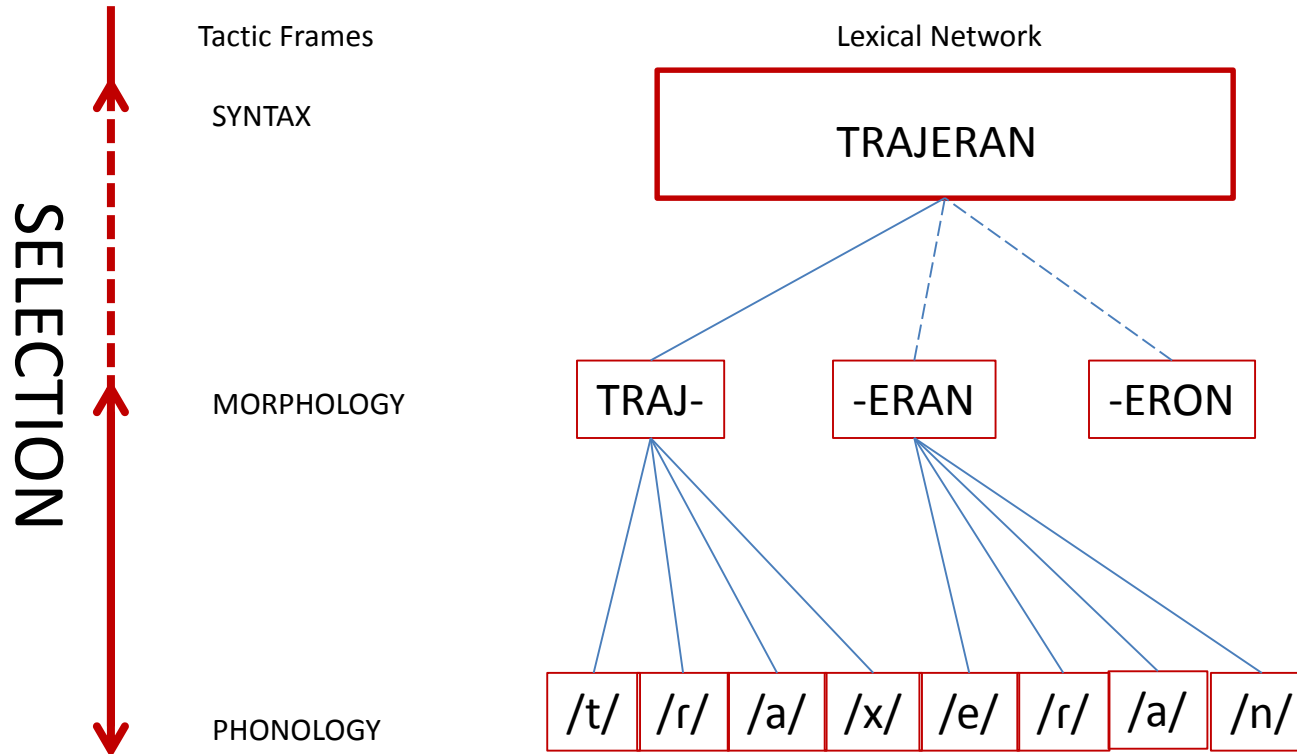 Tactic Frames
Lexical Network
SYNTAX
TRAJERAN
SELECTION
MORPHOLOGY
TRAJ-
-ERAN
-ERON
PHONOLOGY
/t/ /ɾ/ /a/ /x/ /e/ /ɾ/ /a/ /n/